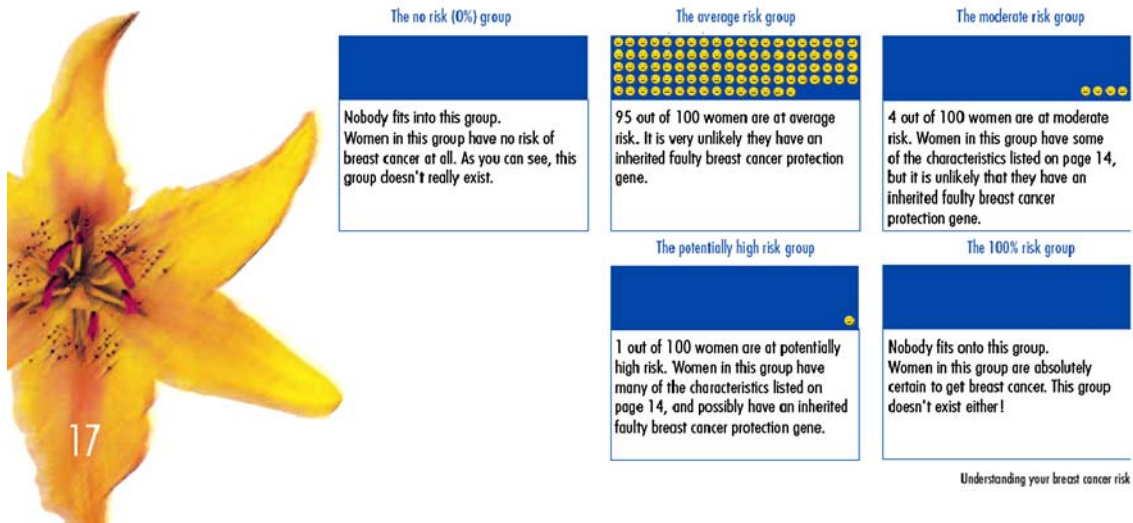 The no risk (0%) group
Nobody fits into this group.
Women in this group have no risk of
breast cancer at all. As you can see, this
group doesn't really exist.
The average risk group
95 out of 100 women are at average
risk. It is very unlikely they have an
inherited faulty breast cancer protection
gene.
The moderate risk group
4 out of 100 women are at moderate
risk. Women in this group have some
of the characteristics listed on page 14,
but it is unlikely that they have an
inherited faulty breast cancer
protection gene.
The potentially high risk group
1 out of 100 women are at potentially
high risk. Women in this group have
many of the characteristics listed on
page 14, and possibly have an inherited
faulty breast cancer protection gene.
The 100% risk group
Nobody fits onto this group.
Women in this group are absolutely
certain to get breast cancer. This group
doesn't exist either!
17
Understanding your breast cancer risk